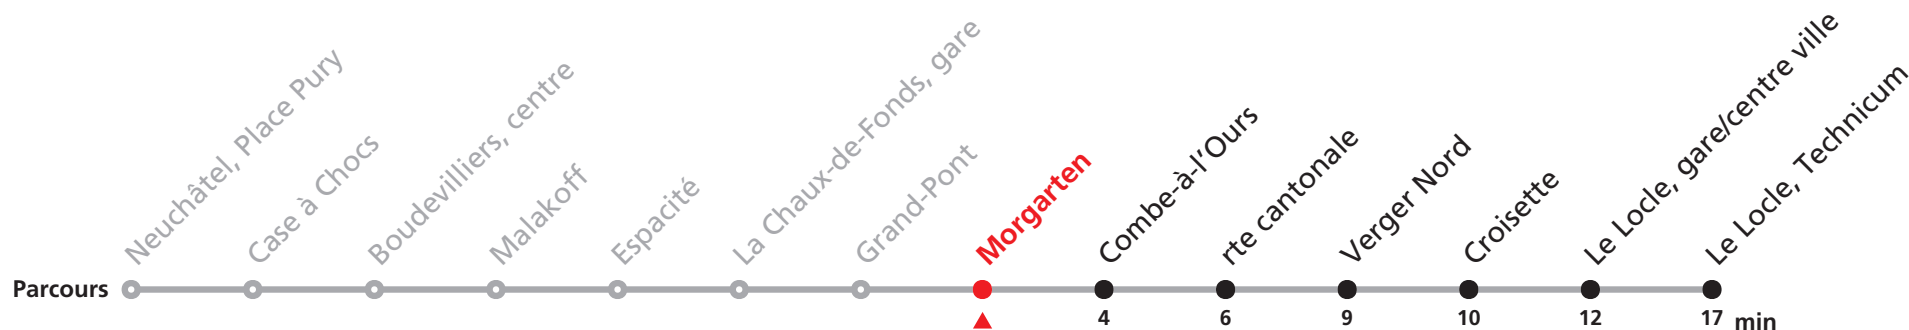 Neuchâtel, Place Pury
Case à Chocs
Boudevilliers, centre
Malakoff
Espacité
La Chaux-de-Fonds, gare
Grand-Pont
Morgarten
Combe-à-l'Ours
rte cantonale
Verger Nord
Croisette
Le Locle, gare/centre ville
Le Locle, Technicum
Parcours
4 6 9 10 12 17 min